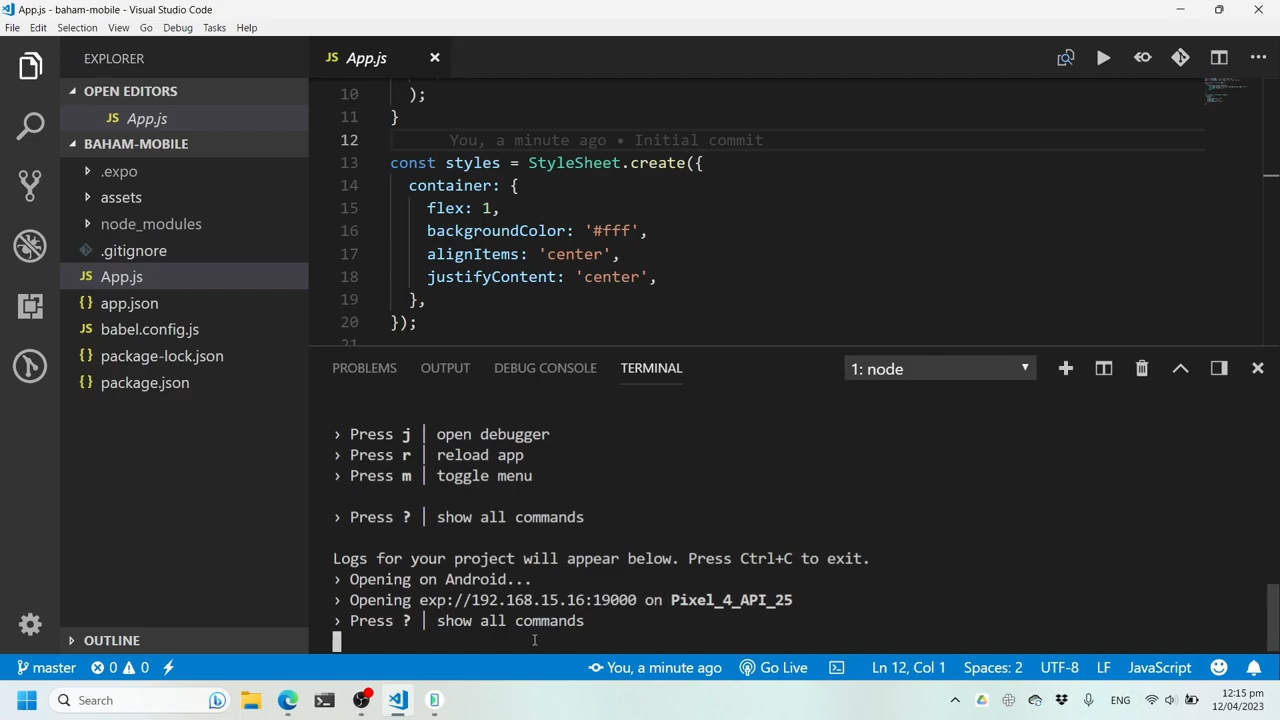 App.js - baham-mobile - Visual Studio Code
File Edit Selection View Go Debug Tasks Help
EXPLORER
OPEN EDITORS
JS App.js
BAHAM-MOBILE
.expo
assets
node_modules
.gitignore
JS App.js
{} app.json
JS babel.config.js
{} package-lock.json
{} package.json
OUTLINE
JS App.js
10 );
11 }
12 You, a minute ago • Initial commit
13 const styles = StyleSheet.create({
14 container: {
15 flex: 1,
16 backgroundColor: '#fff',
17 alignItems: 'center',
18 justifyContent: 'center',
19 },
20 });
21
PROBLEMS OUTPUT DEBUG CONSOLE TERMINAL 1: node
› Press j │ open debugger
› Press r │ reload app
› Press m │ toggle menu
› Press ? │ show all commands
Logs for your project will appear below. Press Ctrl+C to exit.
› Opening on Android...
› Opening exp://192.168.15.16:19000 on Pixel_4_API_25
› Press ? │ show all commands
master 0 0 You, a minute ago Go Live Ln 12, Col 1 Spaces: 2 UTF-8 LF JavaScript
Search ENG 12:15 pm
12/04/2023